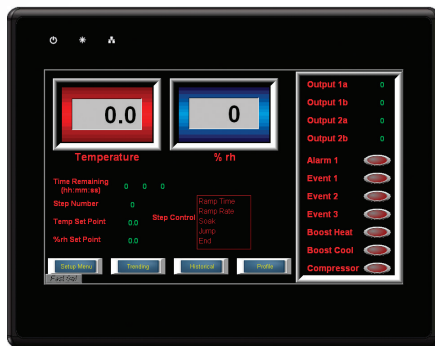 0.0
0
Temperature
% rh
Time Remaining
(hh:mm:ss)
0 0 0
Step Number
0
Temp Set Point
0.0
%rh Set Point
0.0
Step Control
Ramp Time
Ramp Rate
Soak
Jump
End
Setup Menu
Trending
Historical
Profile
Output 1a 0
Output 1b 0
Output 2a 0
Output 2b 0
Alarm 1
Event 1
Event 2
Event 3
Boost Heat
Boost Cool
Compressor